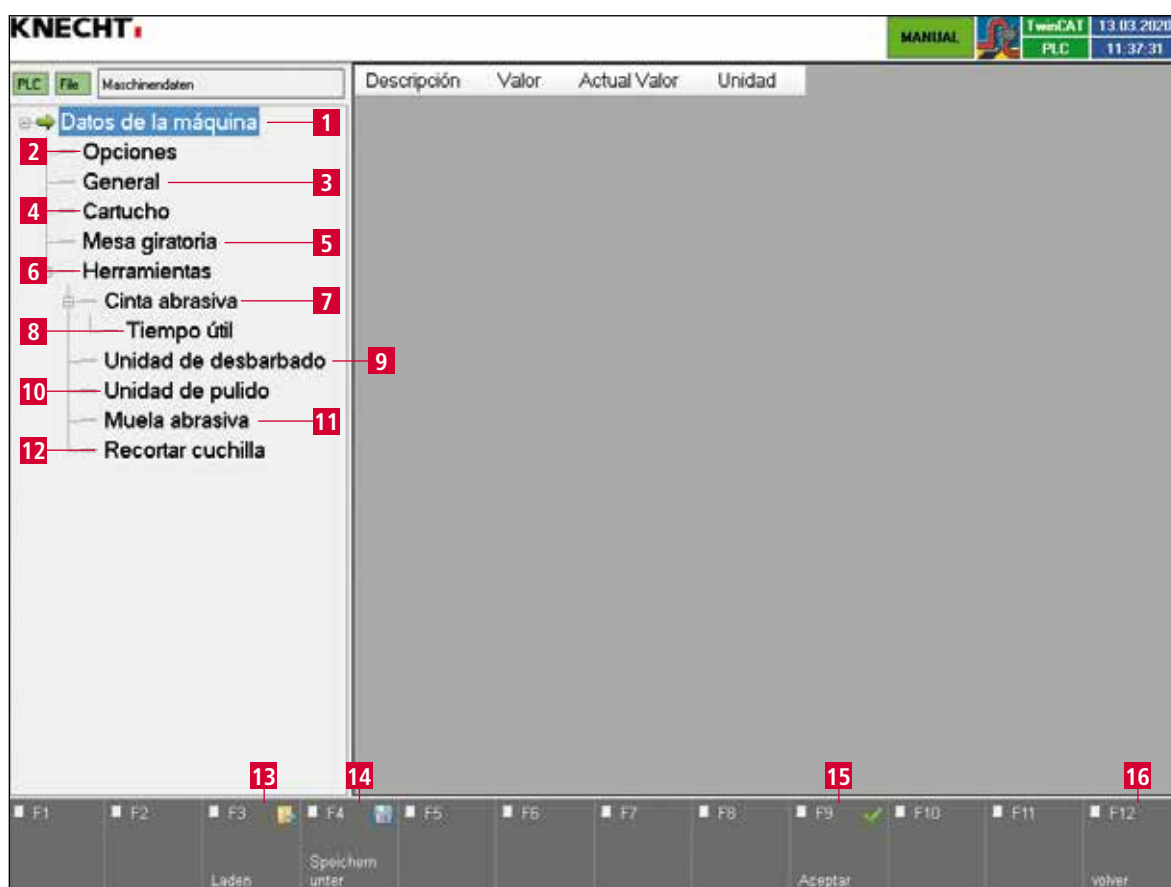 KNECHT
MANUAL TwinCAT 13.03.2020
PLC 11:37:31
PLC File Maschinendaten
Descripción Valor Actual Valor Unidad
Datos de la máquina 1
2 Opciones
General 3
4 Cartucho
Mesa giratoria 5
6 Herramientas
Cinta abrasiva 7
8 Tiempo útil
Unidad de desbarbado 9
10 Unidad de pulido
Muela abrasiva 11
12 Recortar cuchilla
13 14 15 16
F1 F2 F3 F4 F5 F6 F7 F8 F9 F10 F11 F12
Laden
Speichern
unter
Aceptar
volver